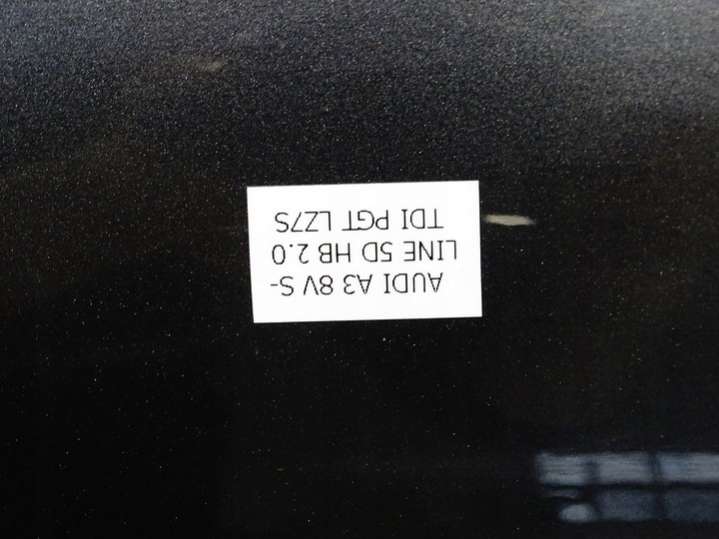 AUDI A3 8V S-
LINE 5D HB 2.0
TDI PGT LZ7S